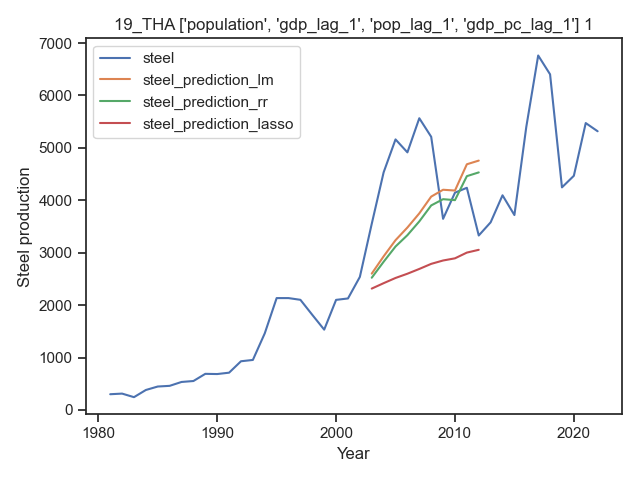 19_THA ['population', 'gdp_lag_1', 'pop_lag_1', 'gdp_pc_lag_1'] 1
7000
6000
5000
4000
3000
2000
1000
0
Steel production
steel
steel_prediction_lm
steel_prediction_rr
steel_prediction_lasso
1980
1990
2000
2010
2020
Year